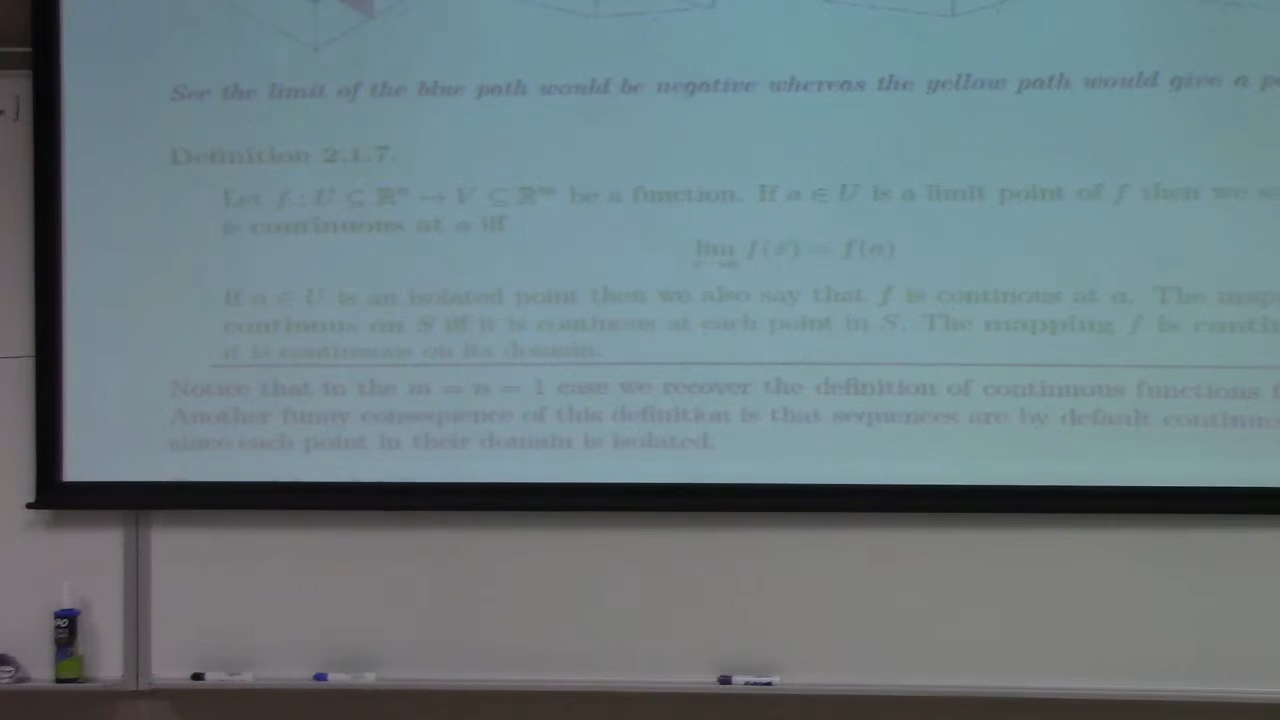 See the limit of the blue path would be negative whereas the yellow path would give a
Definition 2.1.7.
Let f : U ⊆ ℝⁿ → V ⊆ ℝᵐ be a function. If a ∈ U is a limit point of f then we
is continuous at a iff
lim f(x) = f(a)
x→a
If a ∈ U is an isolated point then we also say that f is continous at a. The
continous on S iff it is continous at each point in S. The mapping f is
it is continuous on its domain.
Notice that in the m = n = 1 case we recover the definition of continuous functions
Another funny consequence of this definition is that sequences are by default
since each point in their domain is isolated.